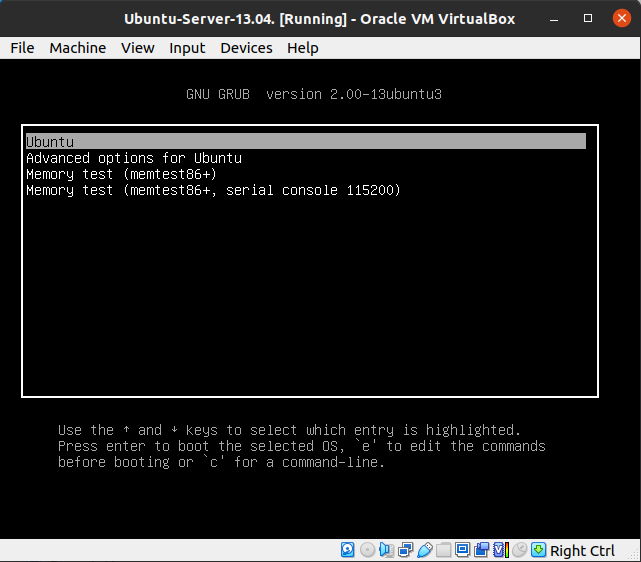 Ubuntu-Server-13.04. [Running] - Oracle VM VirtualBox
File Machine View Input Devices Help
GNU GRUB version 2.00-13ubuntu3
Ubuntu
Advanced options for Ubuntu
Memory test (memtest86+)
Memory test (memtest86+, serial console 115200)
Use the ↑ and ↓ keys to select which entry is highlighted.
Press enter to boot the selected OS, `e' to edit the commands
before booting or `c' for a command-line.
Right Ctrl